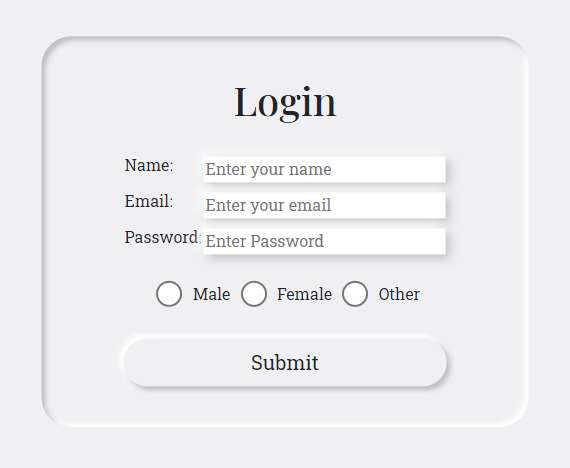 Login
Name: Enter your name
Email: Enter your email
Password: Enter Password
Male Female Other
Submit